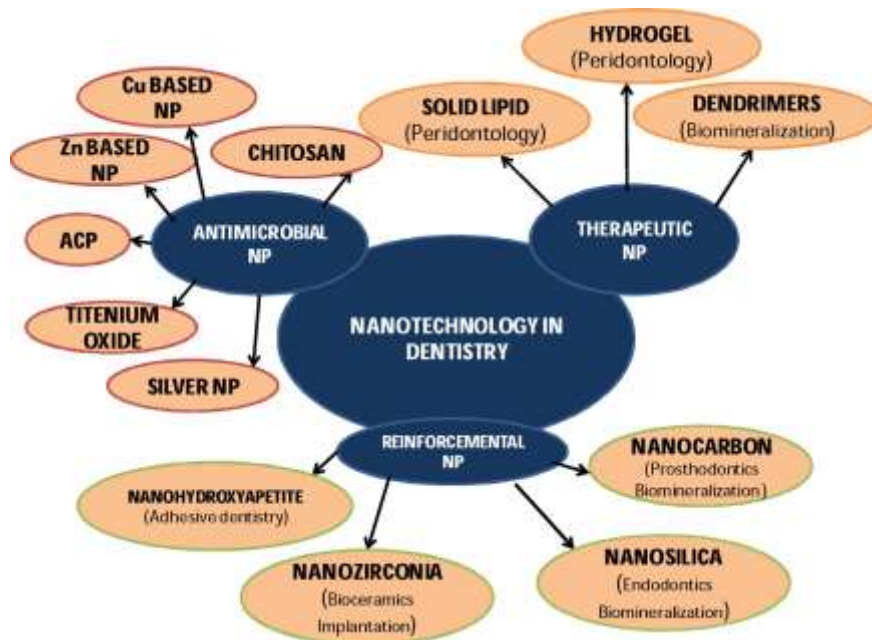 HYDROGEL
(Peridontology)
Cu BASED
NP
SOLID LIPID
(Peridontology)
DENDRIMERS
(Biomineralization)
Zn BASED
NP
CHITOSAN
ANTIMICROBIAL
NP
THERAPEUTIC
NP
ACP
TITENIUM
OXIDE
NANOTECHNOLOGY IN
DENTISTRY
SILVER NP
REINFORCEMENTAL
NP
NANOCARBON
(Prosthodontics
Biomineralization)
NANOHYDROXYAPETITE
(Adhesive dentistry)
NANOZIRCONIA
(Bioceramics
Implantation)
NANOSILICA
(Endodontics
Biomineralization)